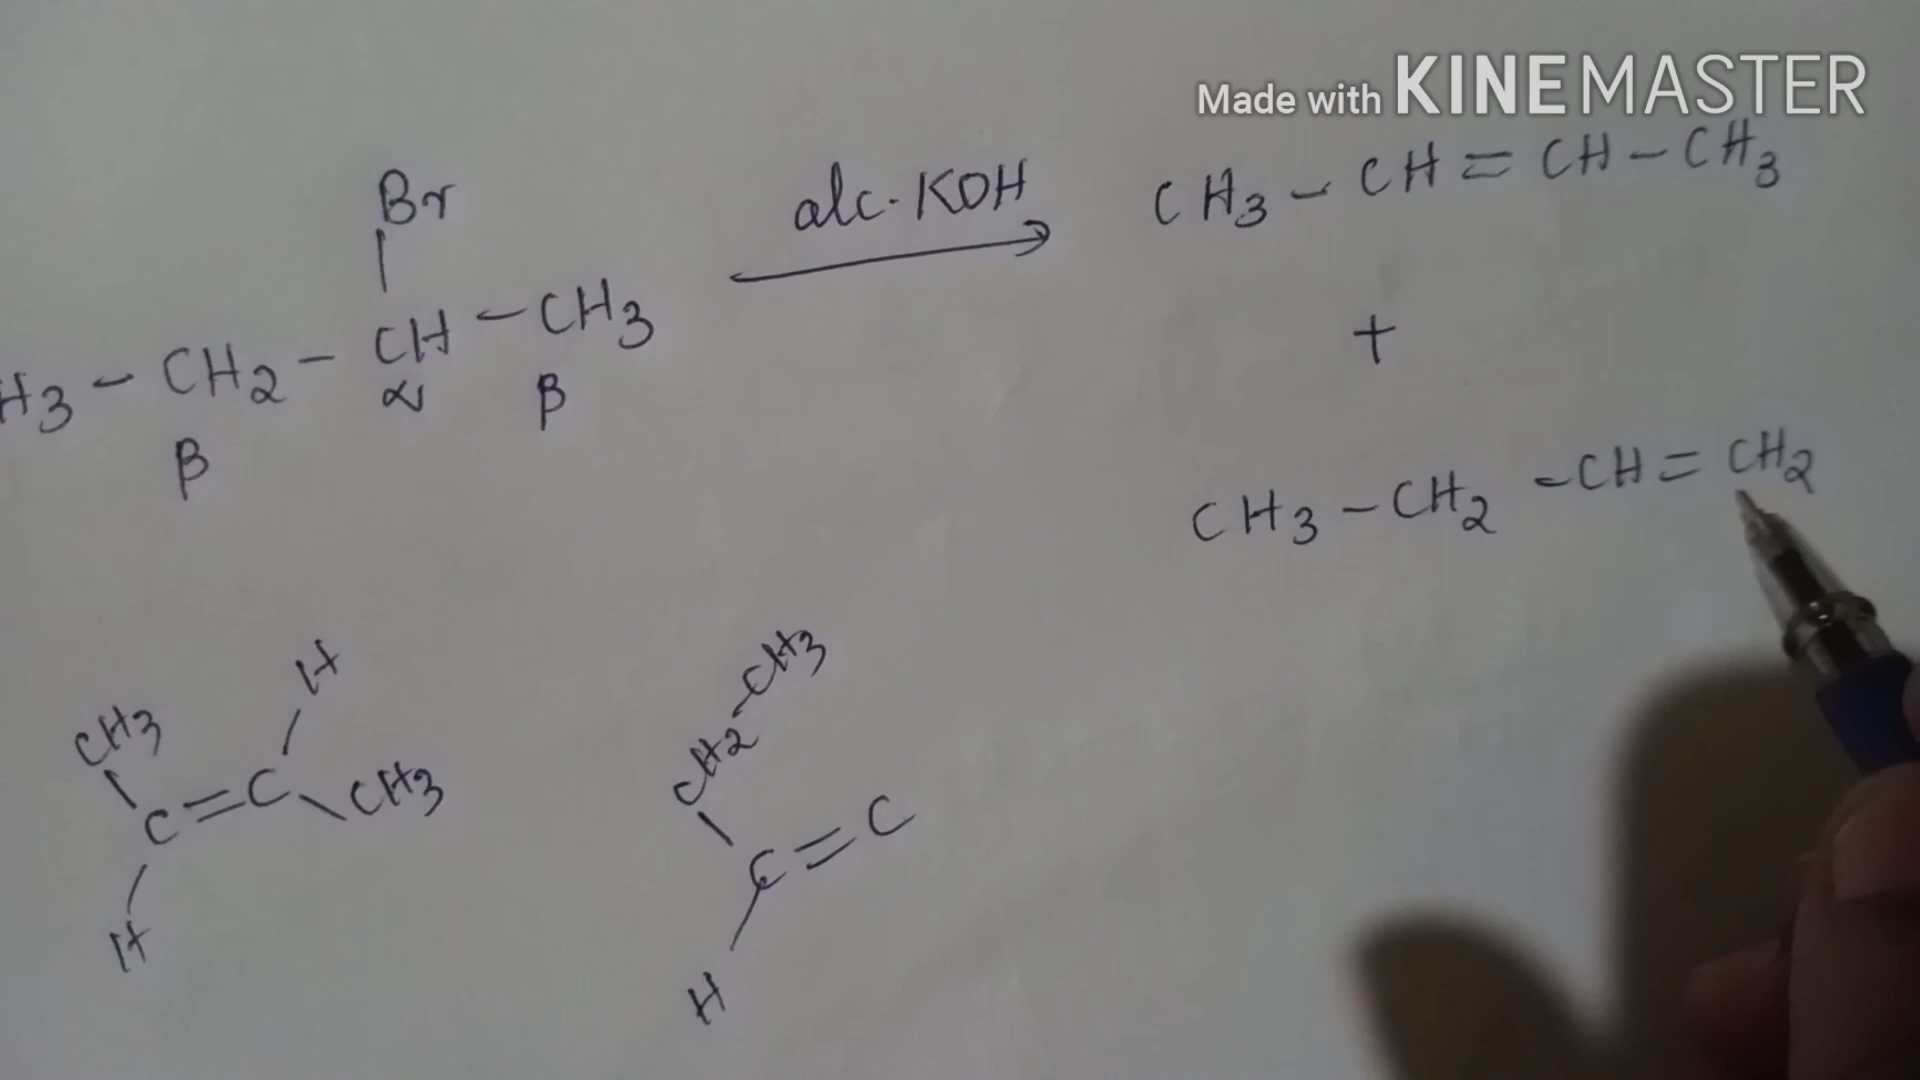 Made with KINEMASTER
Br
H3 - CH2 - CH - CH3
β α β
alc. KOH
CH3 - CH = CH - CH3
+
CH3 - CH2 - CH = CH2
CH3 H
C = C
H CH3
CH2 - CH3
C = C
H